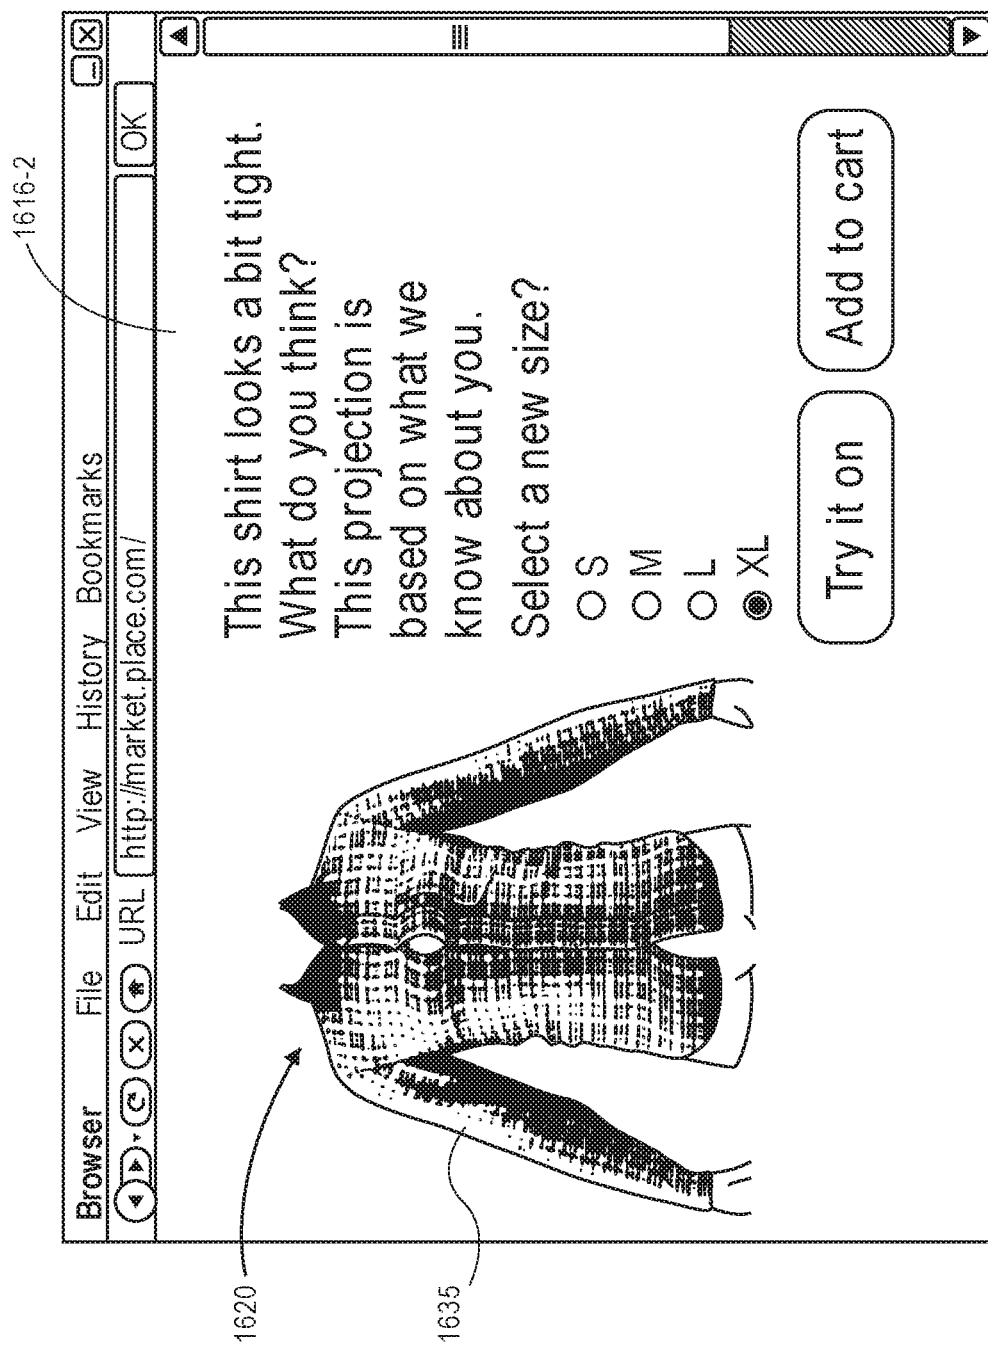 1616-2
Browser File Edit View History Bookmarks
URL http://market.place.com/ OK
This shirt looks a bit tight.
What do you think?
This projection is
based on what we
know about you.
Select a new size?
S
M
L
XL
Try it on Add to cart
1620
1635